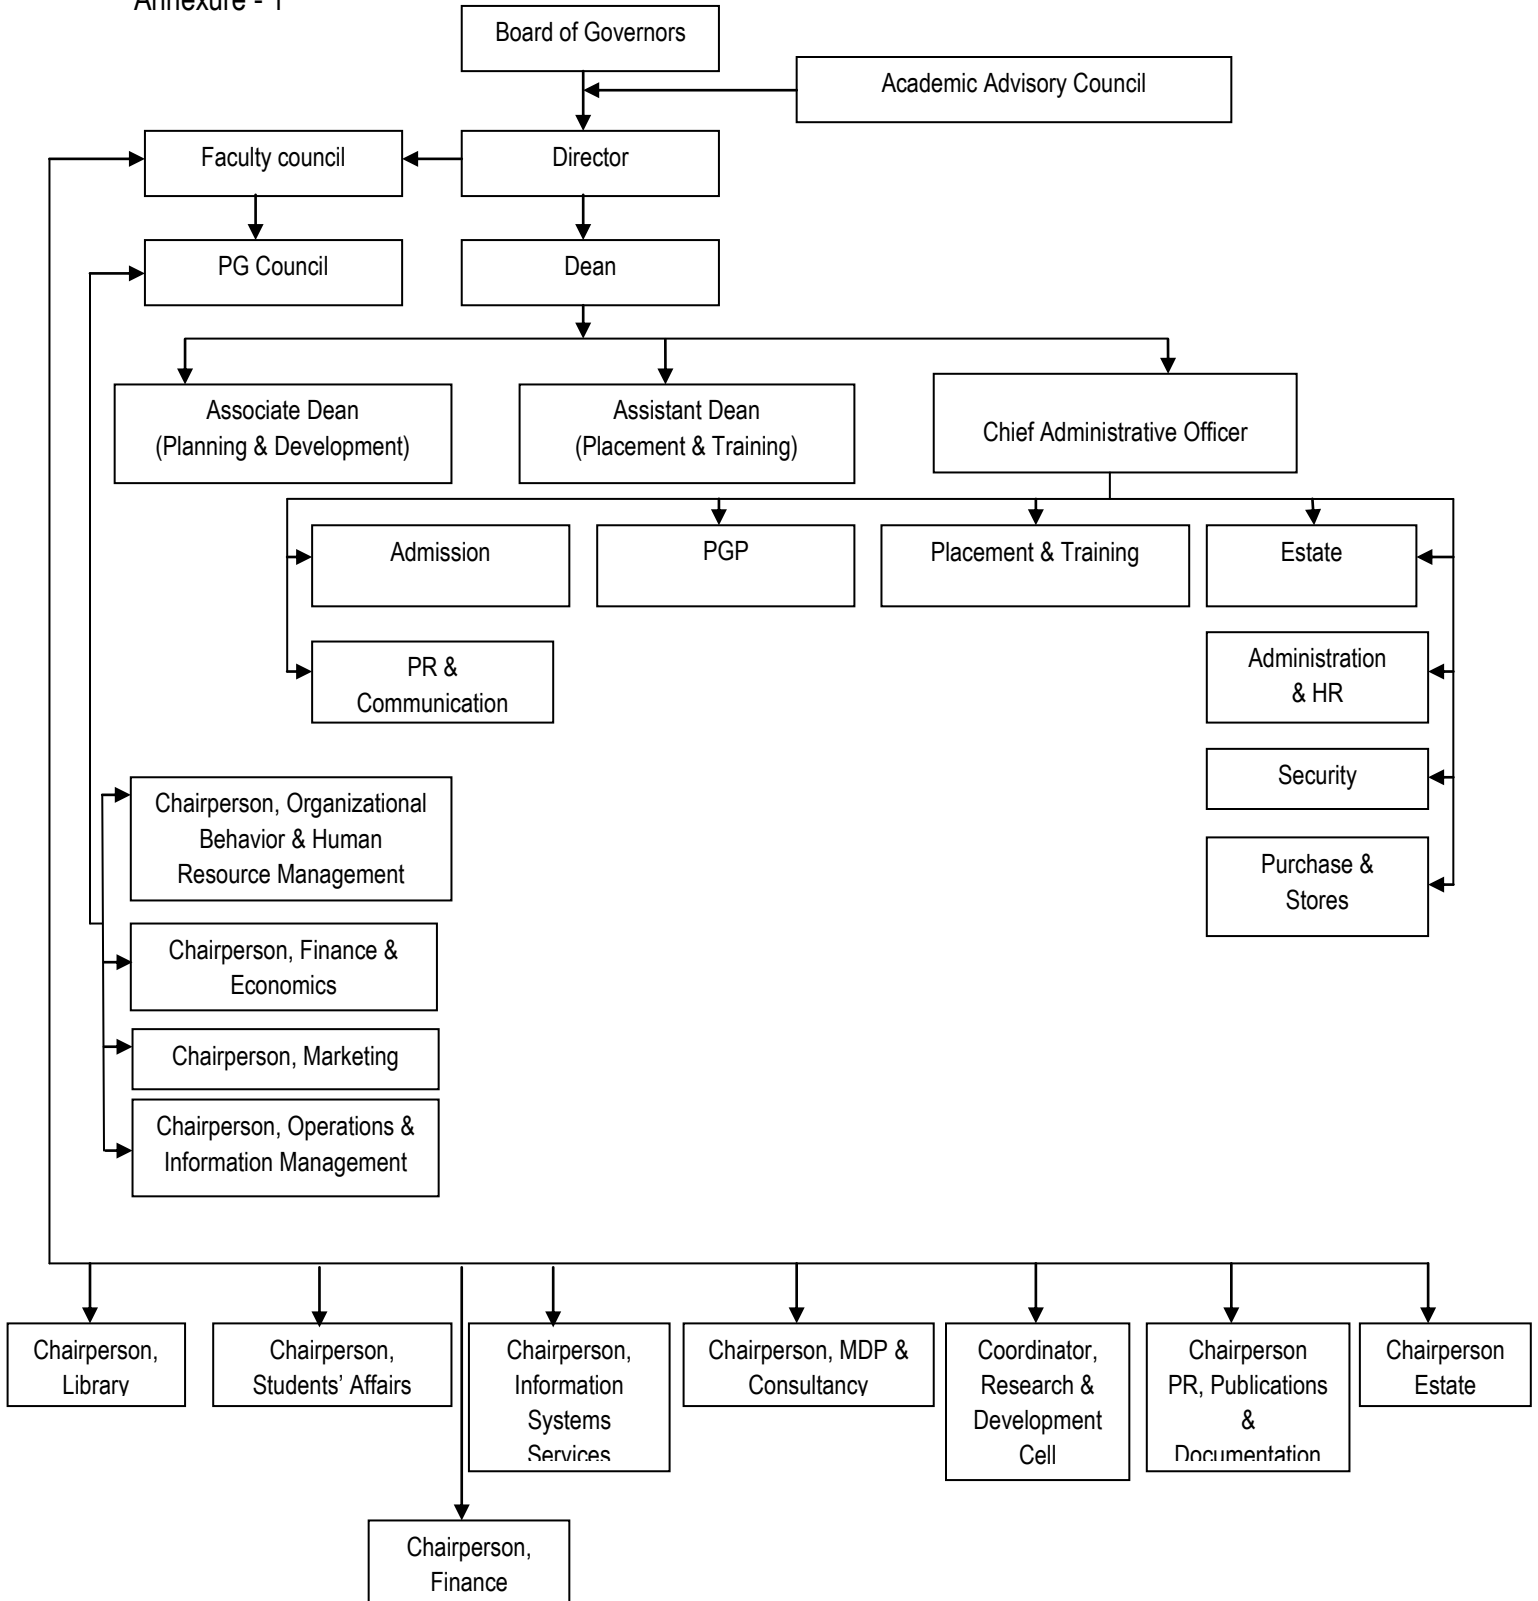 Annexure - 1
Board of Governors
Academic Advisory Council
Faculty council
Director
PG Council
Dean
Associate Dean
(Planning & Development)
Assistant Dean
(Placement & Training)
Chief Administrative Officer
Admission
PGP
Placement & Training
Estate
PR &
Communication
Administration
& HR
Security
Purchase &
Stores
Chairperson, Organizational
Behavior & Human
Resource Management
Chairperson, Finance &
Economics
Chairperson, Marketing
Chairperson, Operations &
Information Management
Chairperson,
Library
Chairperson,
Students’ Affairs
Chairperson,
Information
Systems
Services
Chairperson, MDP &
Consultancy
Coordinator,
Research &
Development
Cell
Chairperson
PR, Publications
&
Documentation
Chairperson
Estate
Chairperson,
Finance